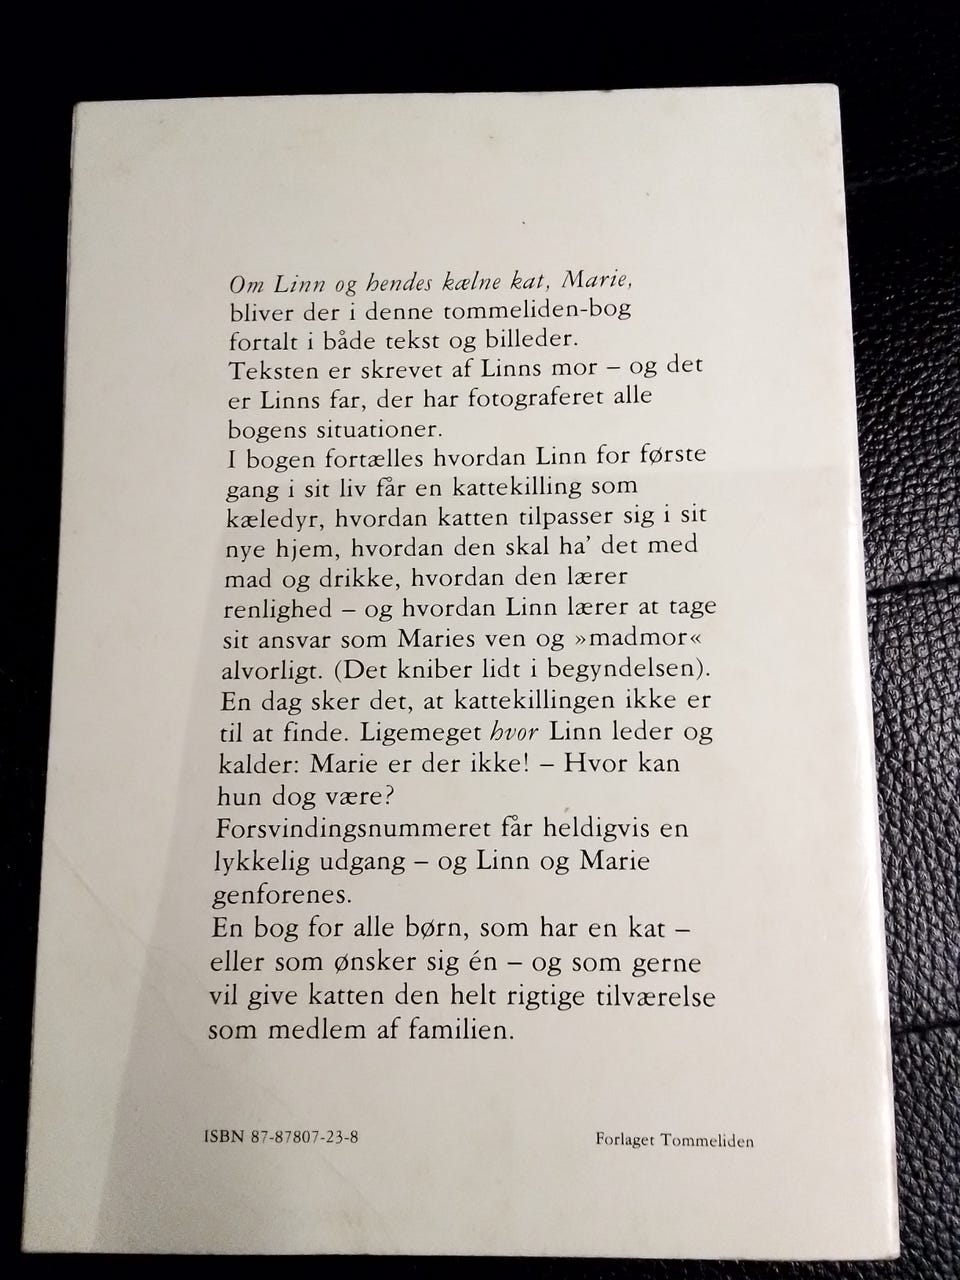 Om Linn og hendes kælne kat, Marie,
bliver der i denne tommeliden-bog
fortalt i både tekst og billeder.
Teksten er skrevet af Linns mor – og det
er Linns far, der har fotograferet alle
bogens situationer.
I bogen fortælles hvordan Linn for første
gang i sit liv får en kattekilling som
kæledyr, hvordan katten tilpasser sig i sit
nye hjem, hvordan den skal ha’ det med
mad og drikke, hvordan den lærer
renlighed – og hvordan Linn lærer at tage
sit ansvar som Maries ven og »madmor«
alvorligt. (Det kniber lidt i begyndelsen).
En dag sker det, at kattekillingen ikke er
til at finde. Ligemeget hvor Linn leder og
kalder: Marie er der ikke! – Hvor kan
hun dog være?
Forsvindingsnummeret får heldigvis en
lykkelig udgang – og Linn og Marie
genforenes.
En bog for alle børn, som har en kat –
eller som ønsker sig én – og som gerne
vil give katten den helt rigtige tilværelse
som medlem af familien.
ISBN 87-87807-23-8
Forlaget Tommeliden